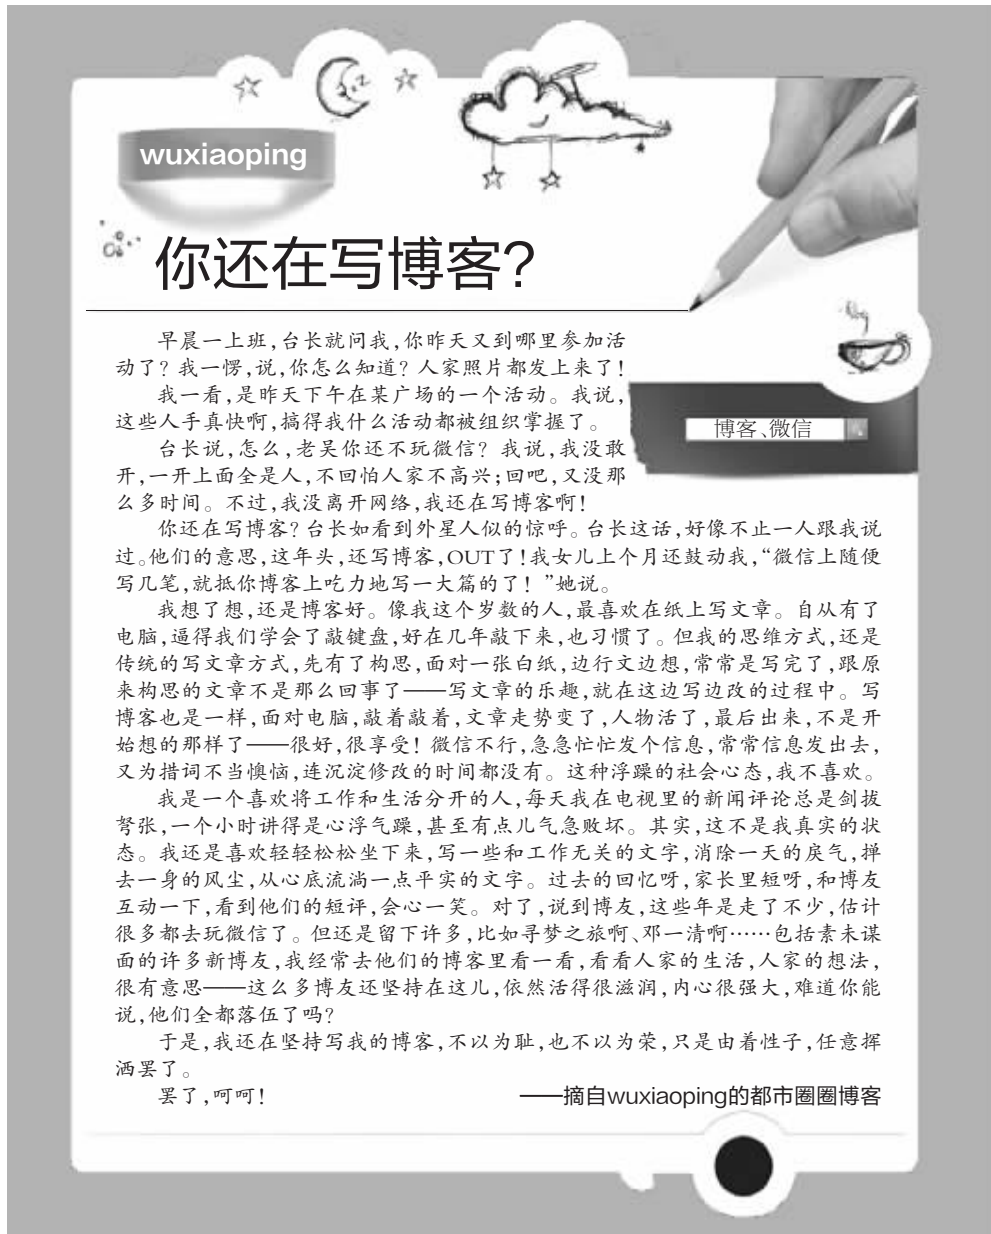 wuxiaoping
你还在写博客?
早晨一上班,台长就问我,你昨天又到哪里参加活
动了? 我一愣,说,你怎么知道? 人家照片都发上来了!
我一看,是昨天下午在某广场的一个活动。我说,
这些人手真快啊,搞得我什么活动都被组织掌握了。
博客、微信
台长说,怎么,老吴你还不玩微信? 我说,我没敢
开,一开上面全是人,不回怕人家不高兴;回吧,又没那
么多时间。不过,我没离开网络,我还在写博客啊!
你还在写博客? 台长如看到外星人似的惊呼。台长这话,好像不止一人跟我说
过。他们的意思,这年头,还写博客,OUT了!我女儿上个月还鼓动我,“微信上随便
写几笔,就抵你博客上吃力地写一大篇的了! ”她说。
我想了想,还是博客好。像我这个岁数的人,最喜欢在纸上写文章。自从有了
电脑,逼得我们学会了敲键盘,好在几年敲下来,也习惯了。但我的思维方式,还是
传统的写文章方式,先有了构思,面对一张白纸,边行文边想,常常是写完了,跟原
来构思的文章不是那么回事了——写文章的乐趣,就在这边写边改的过程中。写
博客也是一样,面对电脑,敲着敲着,文章走势变了,人物活了,最后出来,不是开
始想的那样了——很好,很享受! 微信不行,急急忙忙发个信息,常常信息发出去,
又为措词不当懊恼,连沉淀修改的时间都没有。这种浮躁的社会心态,我不喜欢。
我是一个喜欢将工作和生活分开的人,每天我在电视里的新闻评论总是剑拔
弩张,一个小时讲得是心浮气躁,甚至有点儿气急败坏。其实,这不是我真实的状
态。我还是喜欢轻轻松松坐下来,写一些和工作无关的文字,消除一天的戾气,掸
去一身的风尘,从心底流淌一点平实的文字。过去的回忆呀,家长里短呀,和博友
互动一下,看到他们的短评,会心一笑。对了,说到博友,这些年是走了不少,估计
很多都去玩微信了。但还是留下许多,比如寻梦之旅啊、邓一清啊……包括素未谋
面的许多新博友,我经常去他们的博客里看一看,看看人家的生活,人家的想法,
很有意思——这么多博友还坚持在这儿,依然活得很滋润,内心很强大,难道你能
说,他们全都落伍了吗?
于是,我还在坚持写我的博客,不以为耻,也不以为荣,只是由着性子,任意挥
洒罢了。
罢了,呵呵!
——摘自wuxiaoping的都市圈圈博客